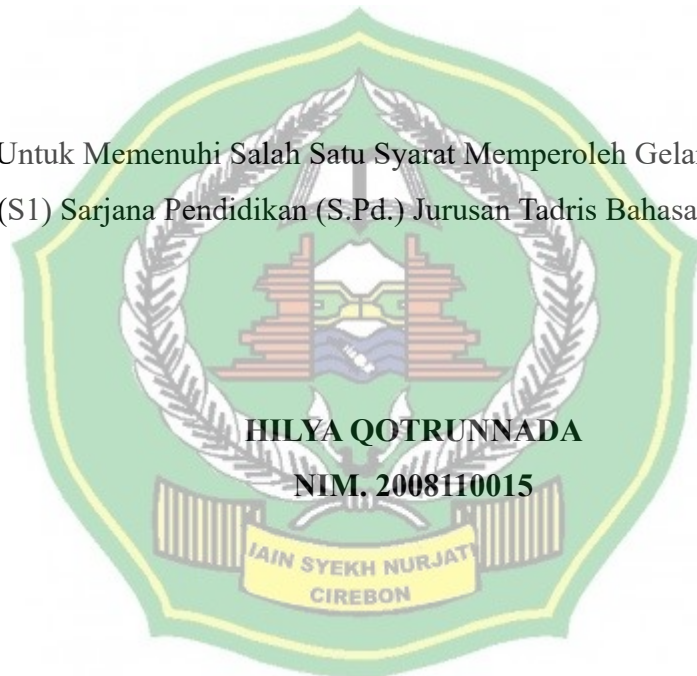 Untuk Memenuhi Salah Satu Syarat Memperoleh Gelar
(S1) Sarjana Pendidikan (S.Pd.) Jurusan Tadris Bahasa
HILYA QOTRUNNADA
NIM. 2008110015
IAIN SYEKH NURJATI
CIREBON